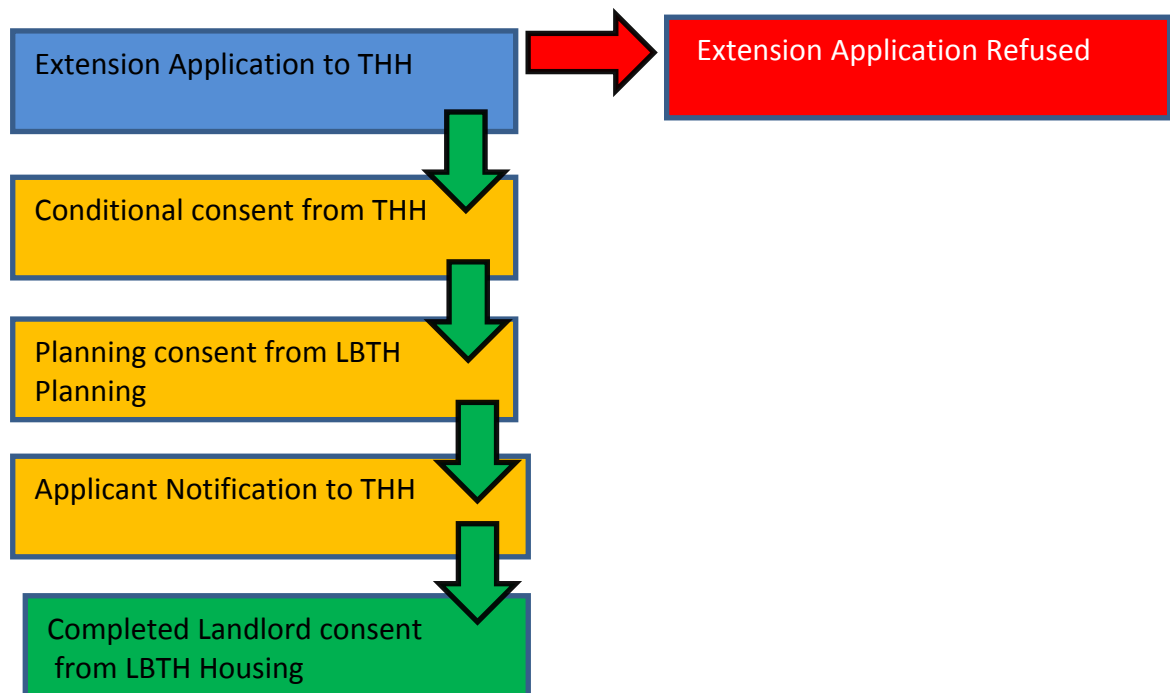 Extension Application to THH
Extension Application Refused
Conditional consent from THH
Planning consent from LBTH
Planning
Applicant Notification to THH
Completed Landlord consent
from LBTH Housing